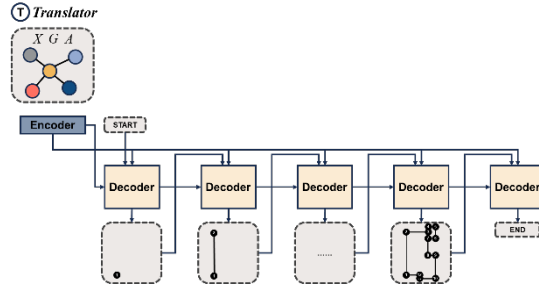 T Translator
X G A
Encoder
START
Decoder Decoder Decoder Decoder Decoder
......
END